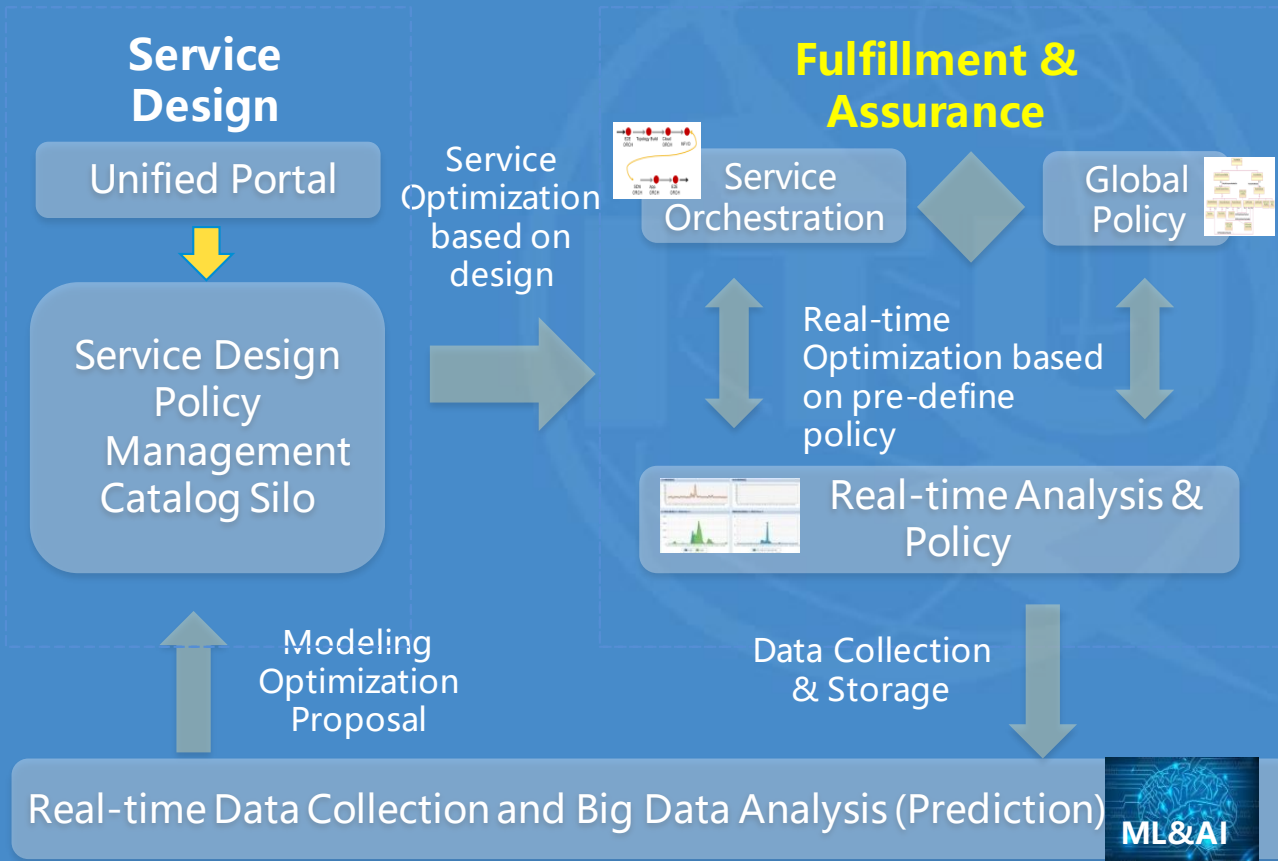 Service
Design
Unified Portal
Service Design
Policy
Management
Catalog Silo
Service
Optimization
based on
design
Fulfillment &
Assurance
Service
Orchestration
Global
Policy
Real-time
Optimization based
on pre-define
policy
Real-time Analysis &
Policy
Modeling
Optimization
Proposal
Data Collection
& Storage
Real-time Data Collection and Big Data Analysis (Prediction)
ML&AI